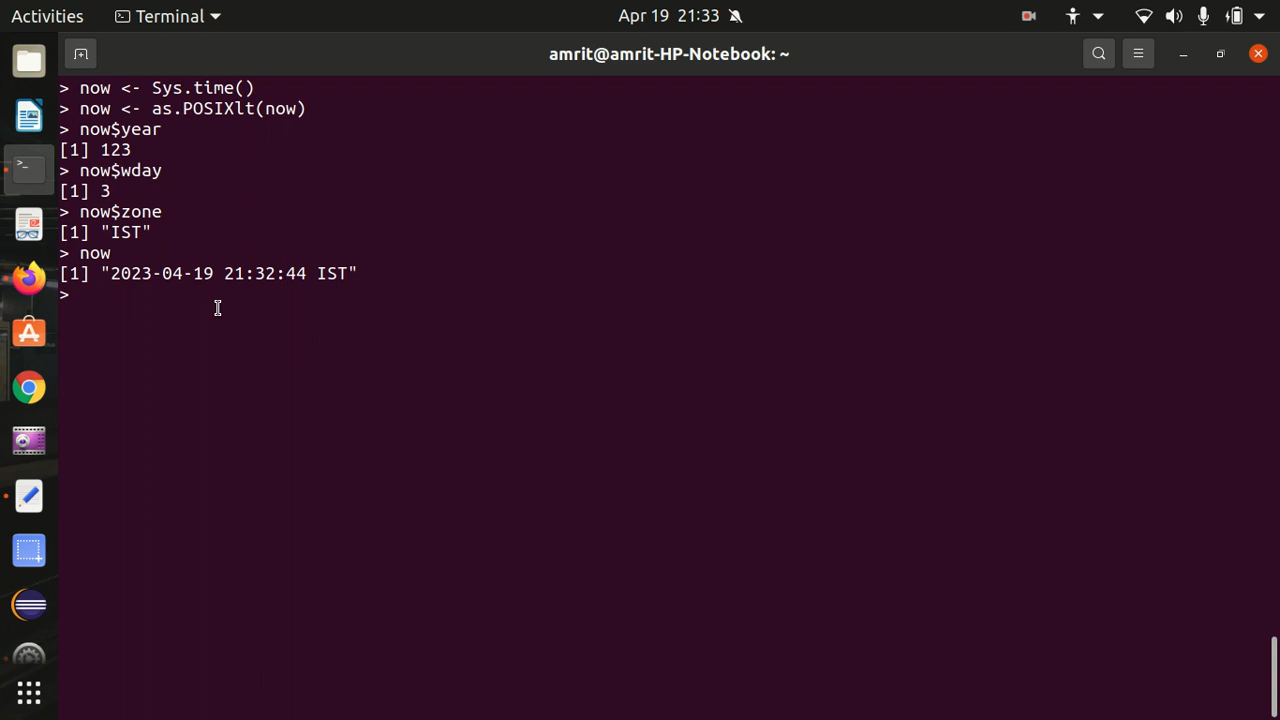 Activities Terminal Apr 19 21:33
amrit@amrit-HP-Notebook: ~
> now <- Sys.time()
> now <- as.POSIXlt(now)
> now$year
[1] 123
> now$wday
[1] 3
> now$zone
[1] "IST"
> now
[1] "2023-04-19 21:32:44 IST"
>